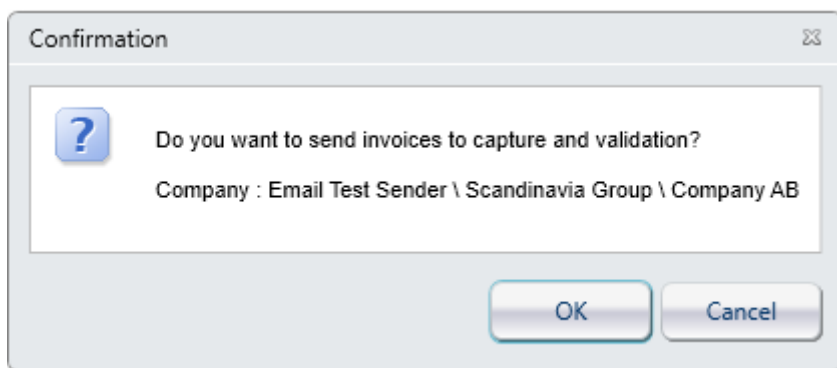 Confirmation
Do you want to send invoices to capture and validation?
Company : Email Test Sender \ Scandinavia Group \ Company AB
OK
Cancel